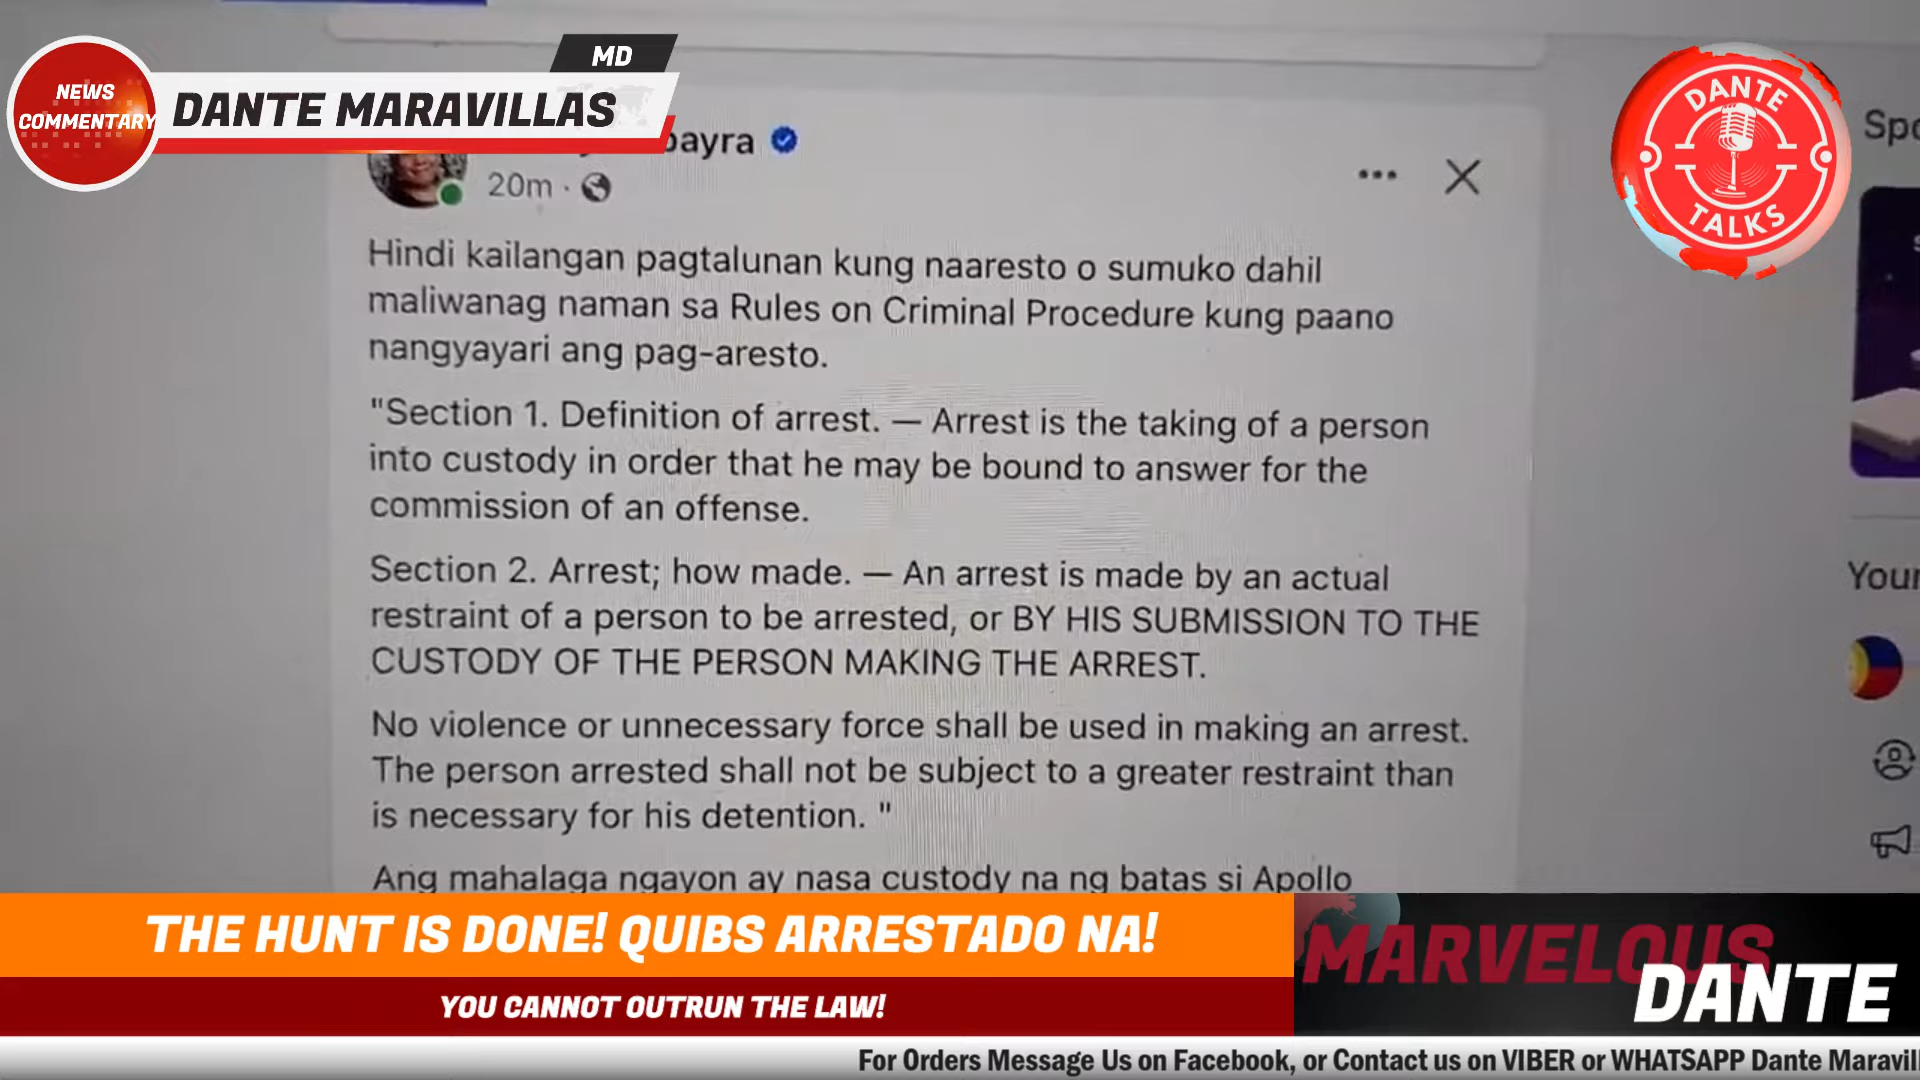 MD
NEWS
COMMENTARY
DANTE MARAVILLAS
DANTE
TALKS
bayra
20m ·
Hindi kailangan pagtalunan kung naaresto o sumuko dahil
maliwanag naman sa Rules on Criminal Procedure kung paano
nangyayari ang pag-aresto.
"Section 1. Definition of arrest. — Arrest is the taking of a person
into custody in order that he may be bound to answer for the
commission of an offense.
Section 2. Arrest; how made. — An arrest is made by an actual
restraint of a person to be arrested, or BY HIS SUBMISSION TO THE
CUSTODY OF THE PERSON MAKING THE ARREST.
No violence or unnecessary force shall be used in making an arrest.
The person arrested shall not be subject to a greater restraint than
is necessary for his detention. "
Ang mahalaga ngayon ay nasa custody na ng batas si Apollo
Your
THE HUNT IS DONE! QUIBS ARRESTADO NA!
YOU CANNOT OUTRUN THE LAW!
MARVELOUS
DANTE
For Orders Message Us on Facebook, or Contact us on VIBER or WHATSAPP Dante Maravil